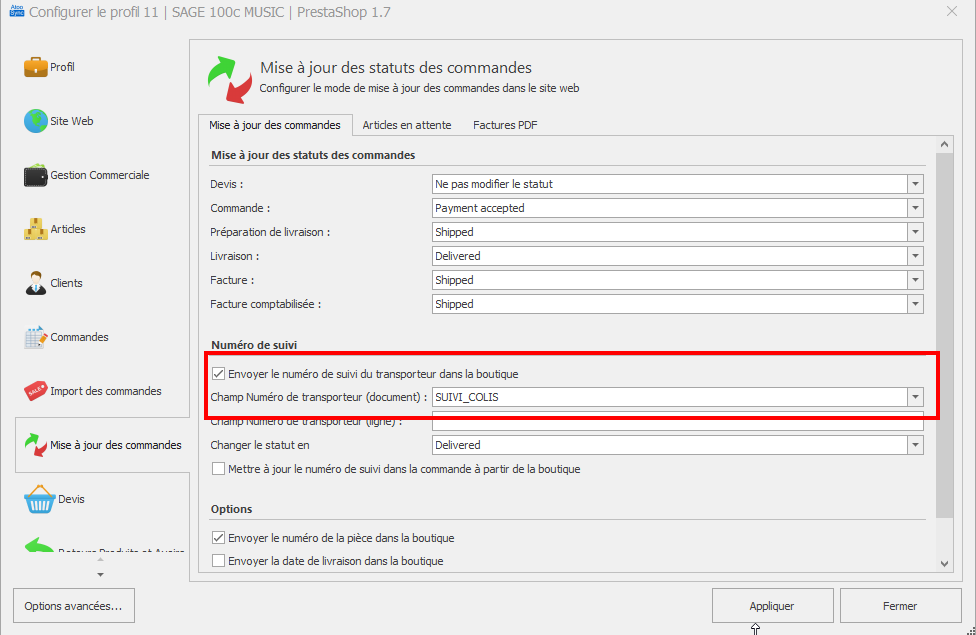 Atoo
Sync
Configurer le profil 11 | SAGE 100c MUSIC | PrestaShop 1.7
Profil
Site Web
Gestion Commerciale
Articles
Clients
Commandes
SALE
Import des commandes
Mise à jour des commandes
Devis
Retours Produits et Avoirs
Mise à jour des statuts des commandes
Configurer le mode de mise à jour des commandes dans le site web
Mise à jour des commandes
Articles en attente
Factures PDF
Mise à jour des statuts des commandes
Devis : Ne pas modifier le statut
Commande : Payment accepted
Préparation de livraison : Shipped
Livraison : Delivered
Facture : Shipped
Facture comptabilisée : Shipped
Numéro de suivi
Envoyer le numéro de suivi du transporteur dans la boutique
Champ Numéro de transporteur (document) : SUIVI_COLIS
Champ Numéro de transporteur (ligne) :
Changer le statut en Delivered
Mettre à jour le numéro de suivi dans la commande à partir de la boutique
Options
Envoyer le numéro de la pièce dans la boutique
Envoyer la date de livraison dans la boutique
Options avancées...
Appliquer
Fermer